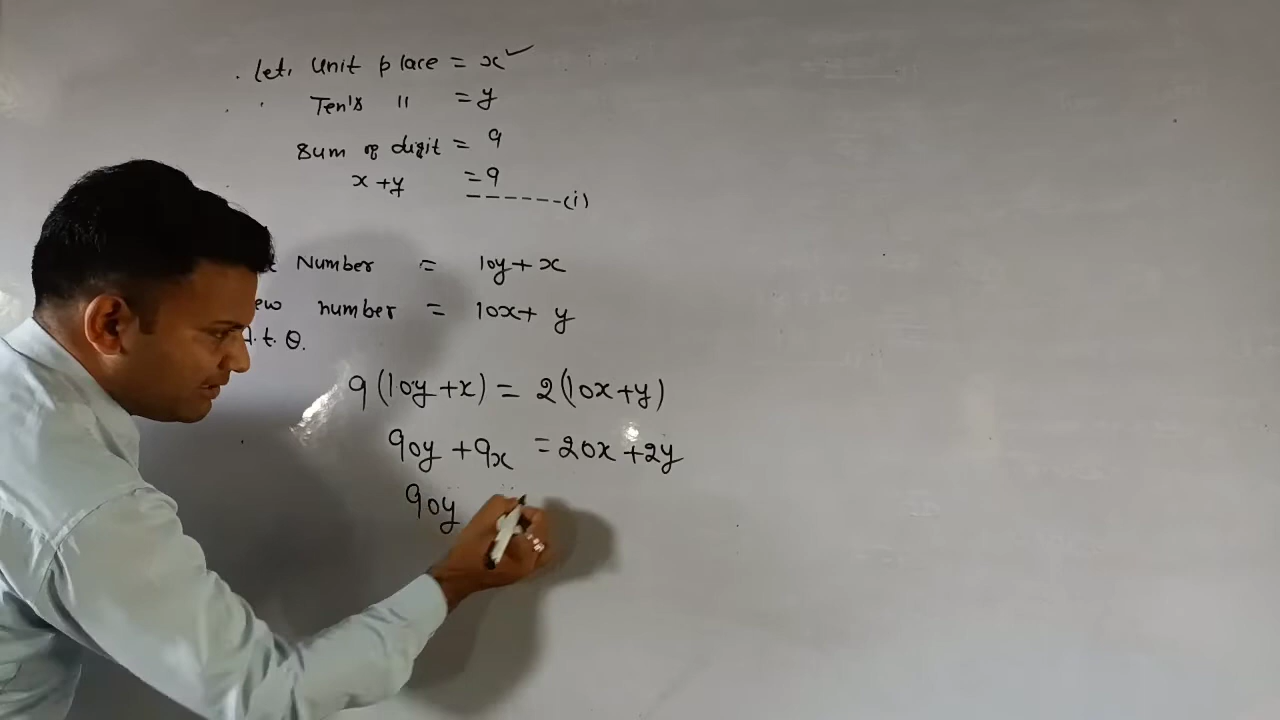 Let, Unit place = x ✓
Ten's " = y
Sum of digit = 9
x + y = 9 ------(i)
Number = 10y + x
number = 10x + y
A.t. Q.
9(10y + x) = 2(10x + y)
90y + 9x = 20x + 2y
90y